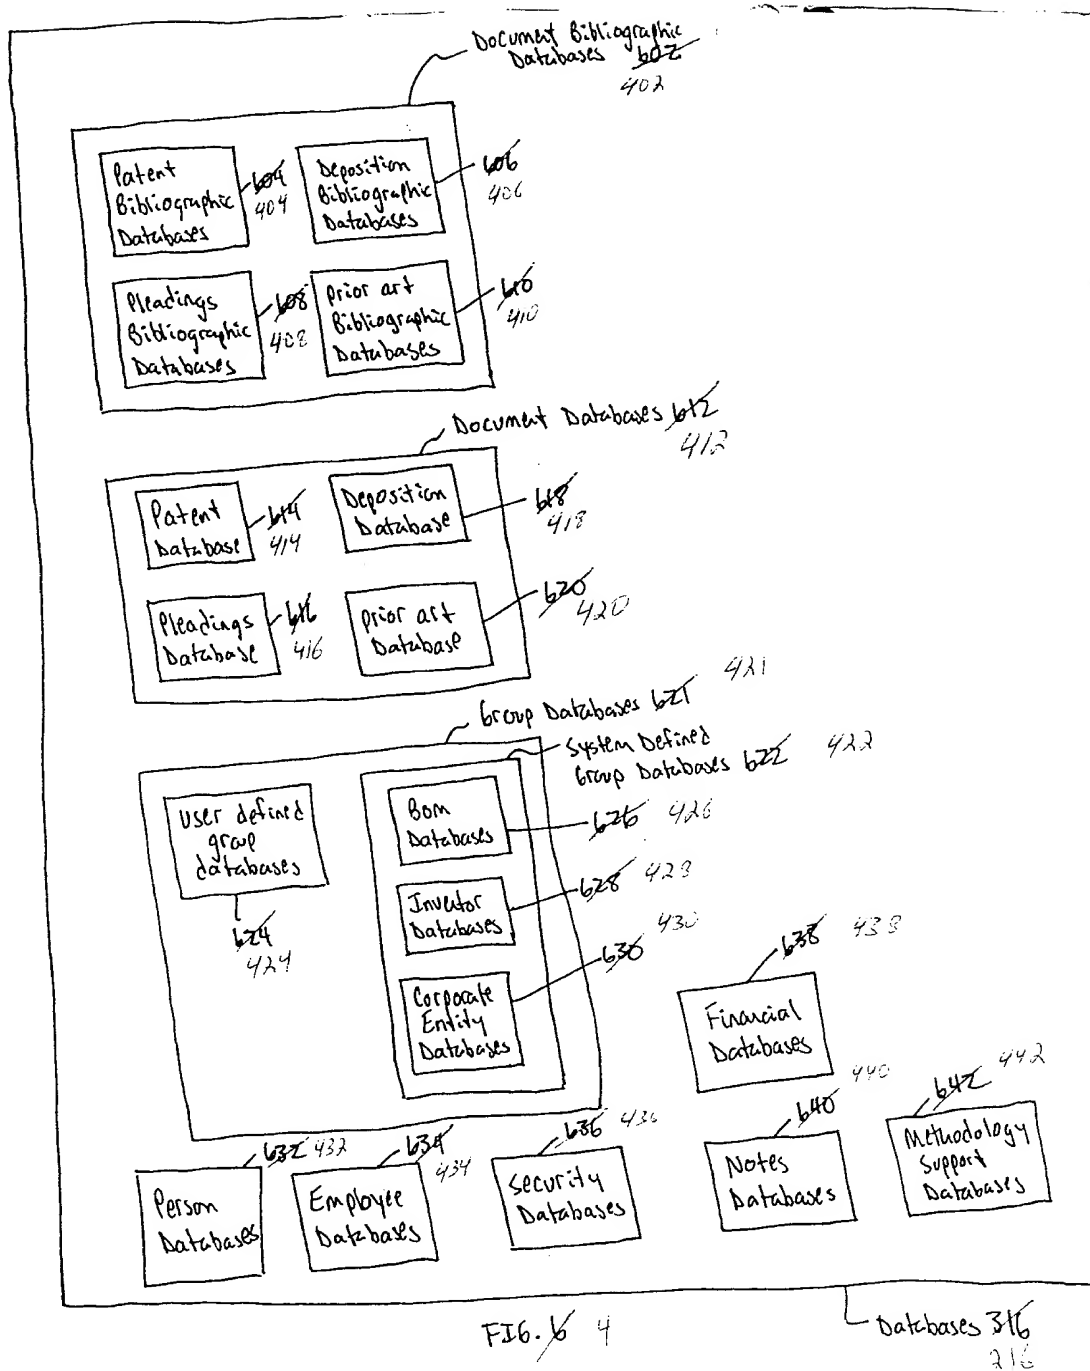 Document Bibliographic
Databases 602
402
Patent
Bibliographic
Databases
604
404
Deposition
Bibliographic
Databases
606
406
Pleadings
Bibliographic
Databases
608
408
prior art
Bibliographic
Databases
610
410
Document Databases 612
412
Patent
Database
614
414
Deposition
Database
618
418
Pleadings
Database
616
416
prior art
Database
620
420
Group Databases 621 421
System Defined
Group Databases 622 422
User defined
group
databases
624
424
Bom
Databases
626 426
Inventor
Databases
628 428
Corporate
Entity
Databases
630 430
638 438
Financial
Databases
632 432
Person
Databases
634
434
Employee
Databases
636 436
Security
Databases
640 440
Notes
Databases
642 442
Methodology
Support
Databases
FIG. 6 4
Databases 316
216